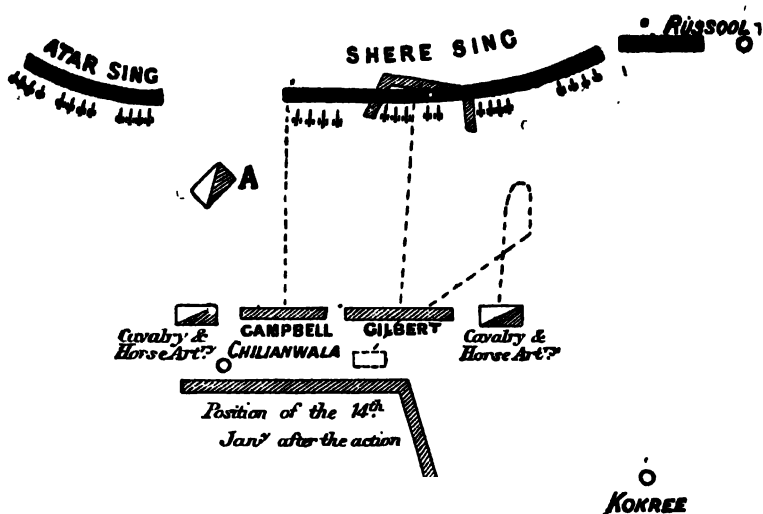 ATAR SING
SHERE SING
RUSSOOL
A
CAMPBELL
GILBERT
Cavalry &
Horse Arty.
Cavalry &
Horse Arty.
CHILIANWALA
Position of the 14th.
Jany after the action
KOKREE